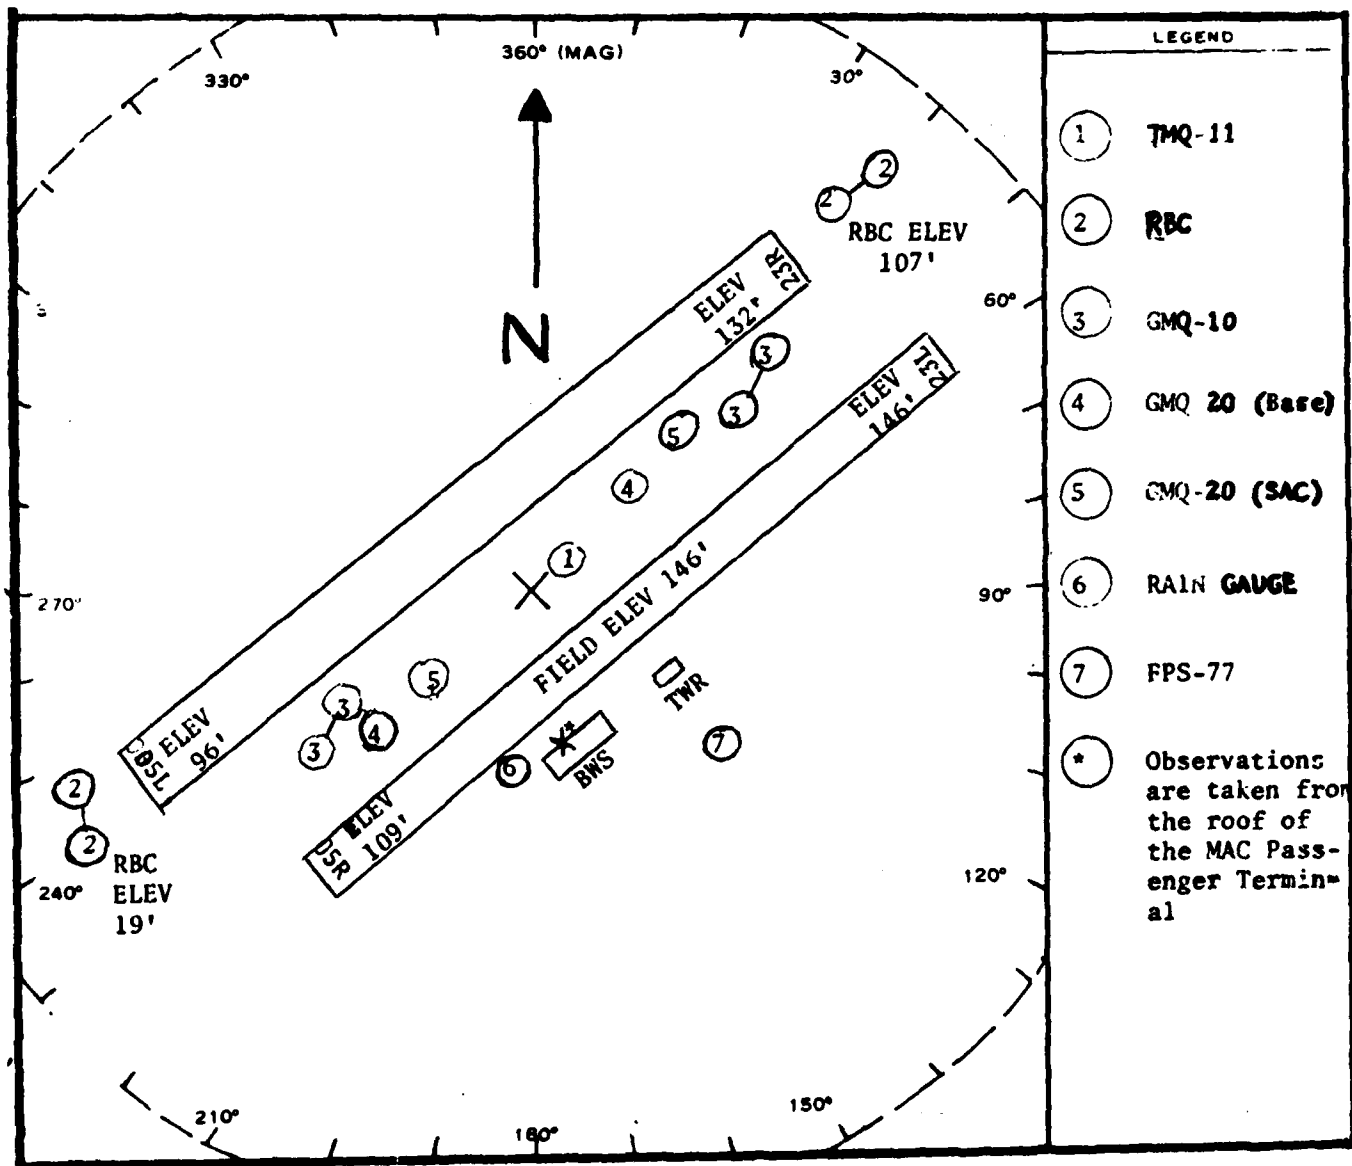 360° (MAG)
330°
30°
2
2
RBC ELEV
107'
N
60°
ELEV
132'
23R
3
3
5
4
ELEV
146'
23L
1
270°
90°
FIELD ELEV 146'
5
TWR
3
3
4
7
6
*
BWS
ELEV
96'
05L
2
2
RBC
ELEV
19'
ELEV
109'
05R
240°
120°
210°
180°
150°
LEGEND
1 TMQ-11
2 RBC
3 GMQ-10
4 GMQ 20 (Base)
5 GMQ-20 (SAC)
6 RAIN GAUGE
7 FPS-77
* Observations
are taken from
the roof of
the MAC Pass-
enger Termin-
al